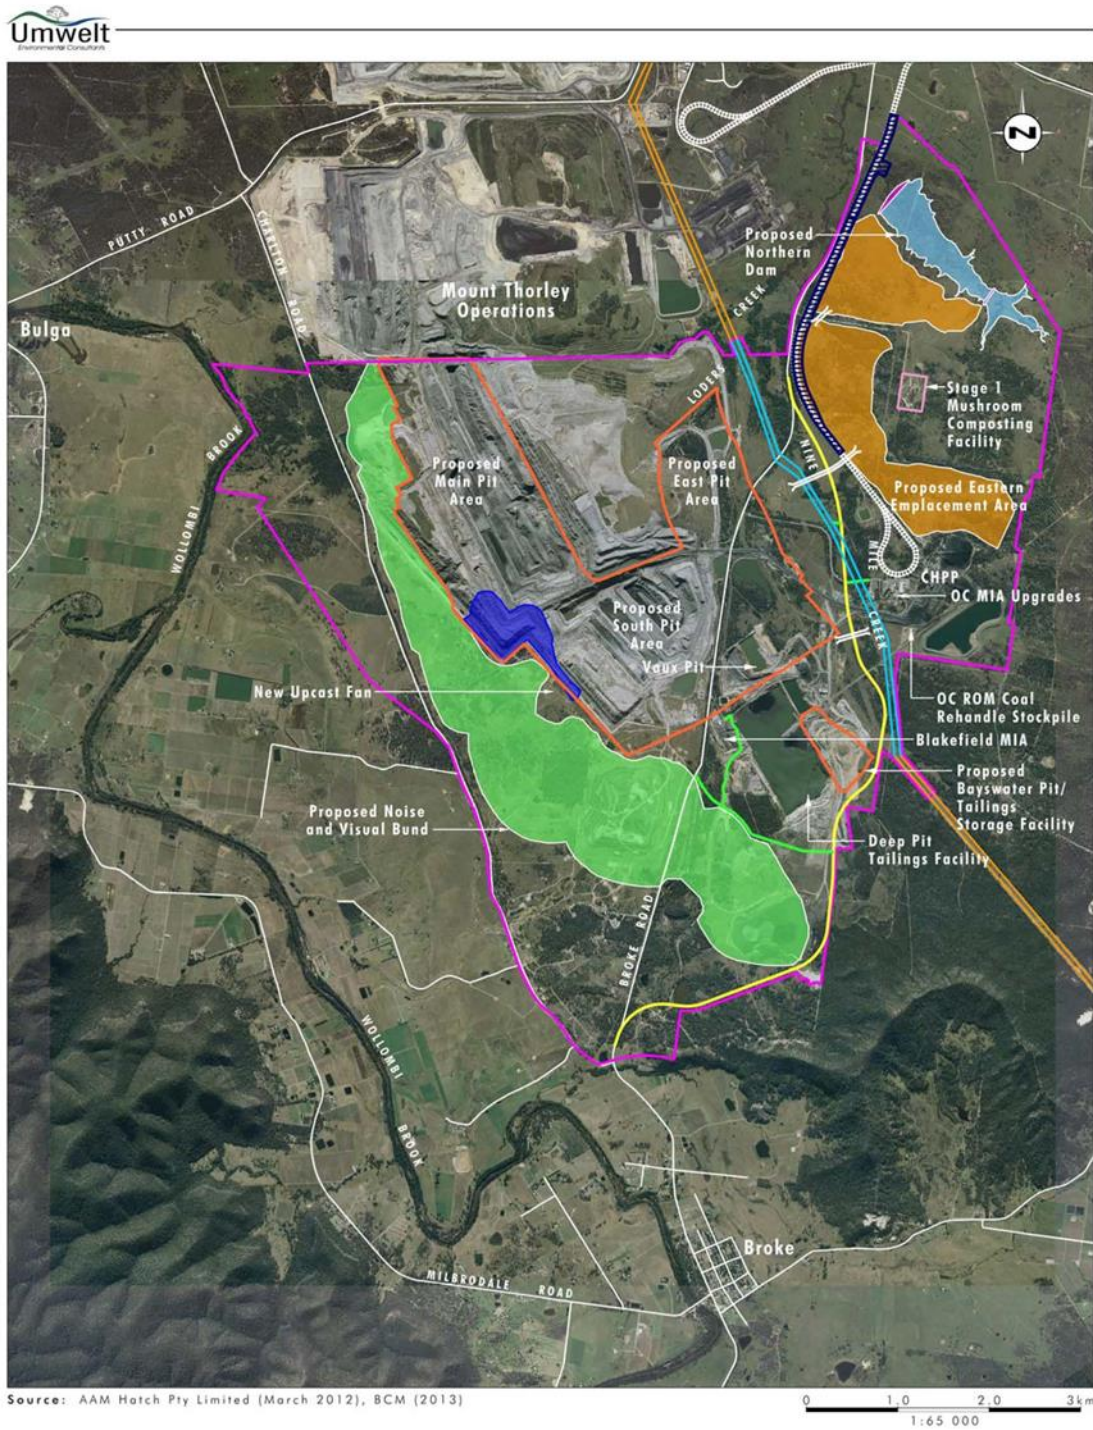 Umwelt
Environmental Consultants
N
PUTTY ROAD
CHARLTON
ROAD
Mount Thorley
Operations
Proposed
Northern
Dam
CREEK
LODERS
Bulga
WOLLOMBI
BROOK
Stage 1
Mushroom
Composting
Facility
NINE
MILE
CREEK
Proposed
Main Pit
Area
Proposed
East Pit
Area
Proposed Eastern
Emplacement Area
CHPP
OC MIA Upgrades
Proposed
South Pit
Area
Vaux Pit
New Upcast Fan
OC ROM Coal
Rehandle Stockpile
Blakefield MIA
Proposed
Bayswater Pit/
Tailings
Storage Facility
Proposed Noise
and Visual Bund
Deep Pit
Tailings Facility
BROKE ROAD
WOLLOMBI
BROOK
Broke
MILBRODALE ROAD
Source: AAM Hatch Pty Limited (March 2012), BCM (2013)
0 1.0 2.0 3km
1:65 000